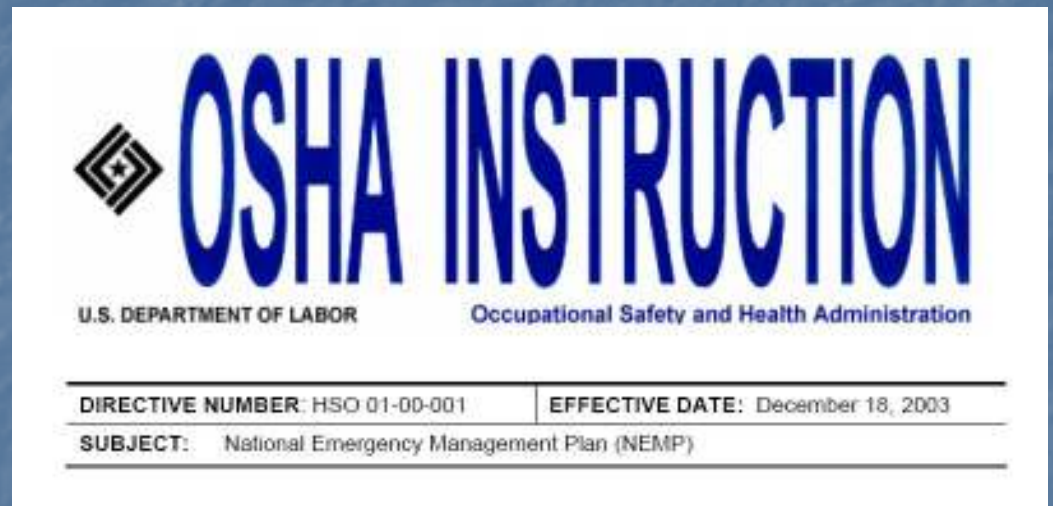 OSHA INSTRUCTION
U.S. DEPARTMENT OF LABOR Occupational Safety and Health Administration
DIRECTIVE NUMBER: HSO 01-00-001 EFFECTIVE DATE: December 18, 2003
SUBJECT: National Emergency Management Plan (NEMP)